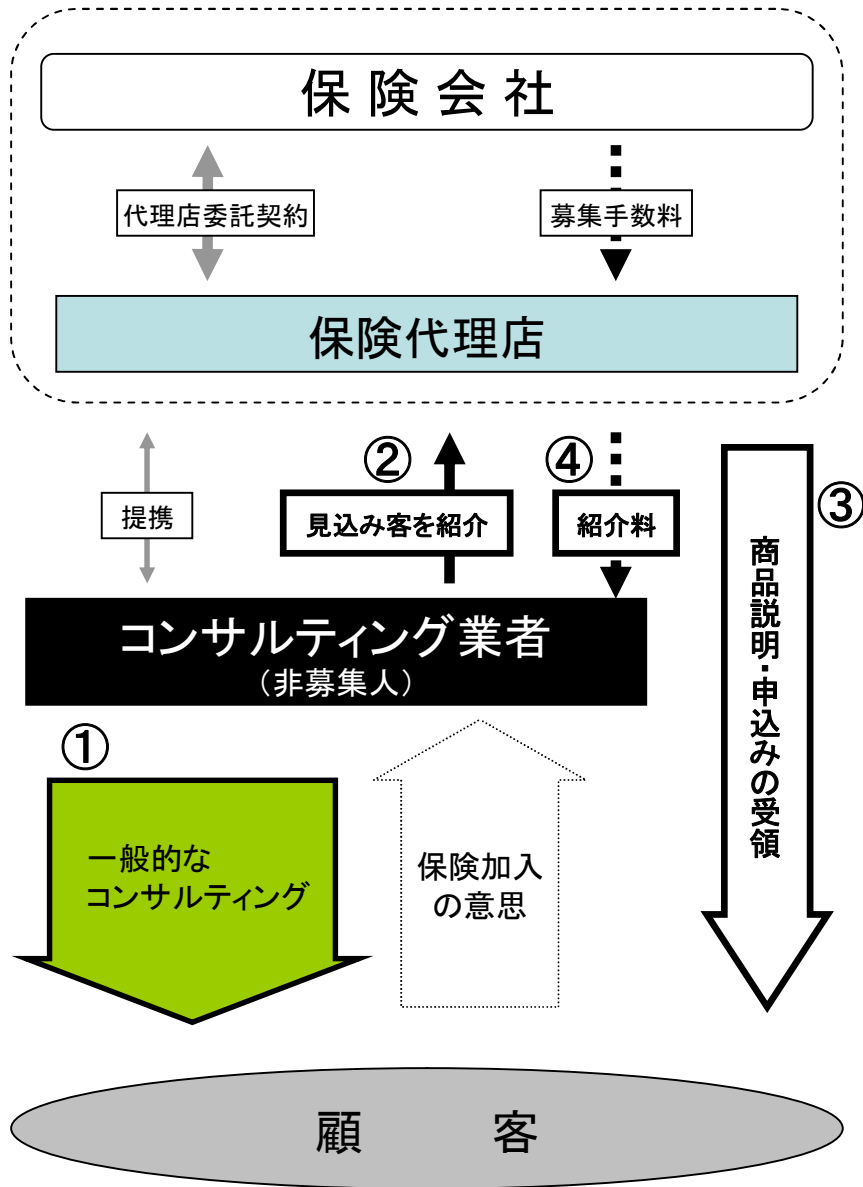 保険会社
代理店委託契約
募集手数料
保険代理店
②
④
③
提携
見込み客を紹介
紹介料
商品説明・申込みの受領
コンサルティング業者
(非募集人)
①
一般的な
コンサルティング
保険加入
の意思
顧客